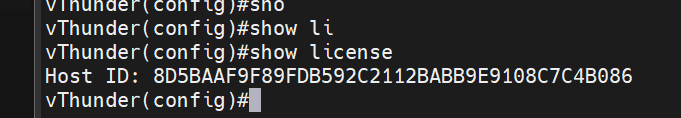 vThunder(config)#sho
vThunder(config)#show li
vThunder(config)#show license
Host ID: 8D5BAAF9F89FDB592C2112BABB9E9108C7C4B086
vThunder(config)#